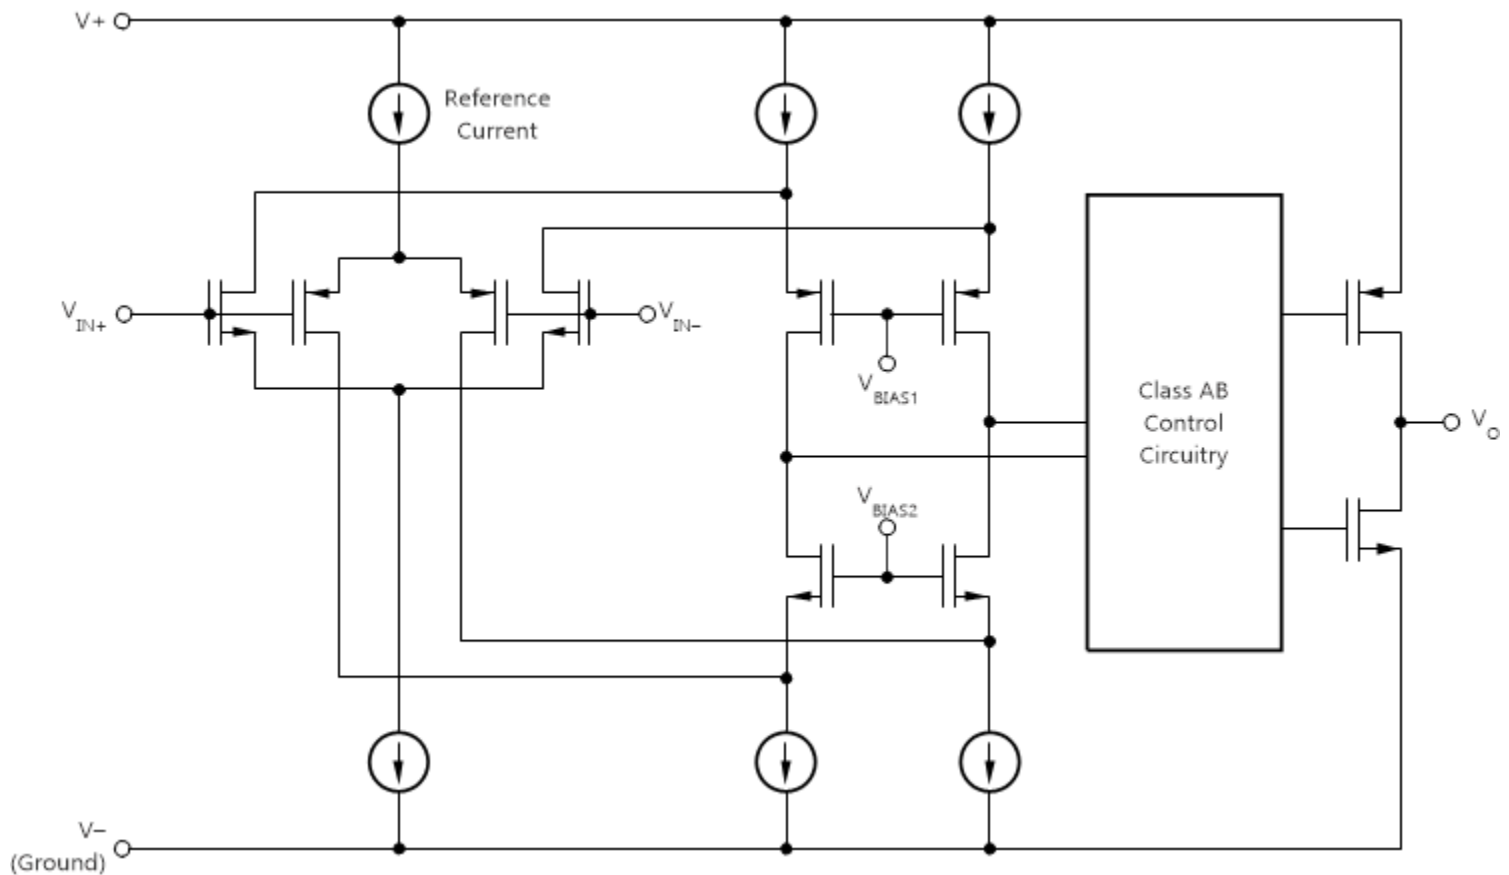 V+
Reference
Current
VIN+
VIN–
VBIAS1
Class AB
Control
Circuitry
VO
VBIAS2
V–
(Ground)